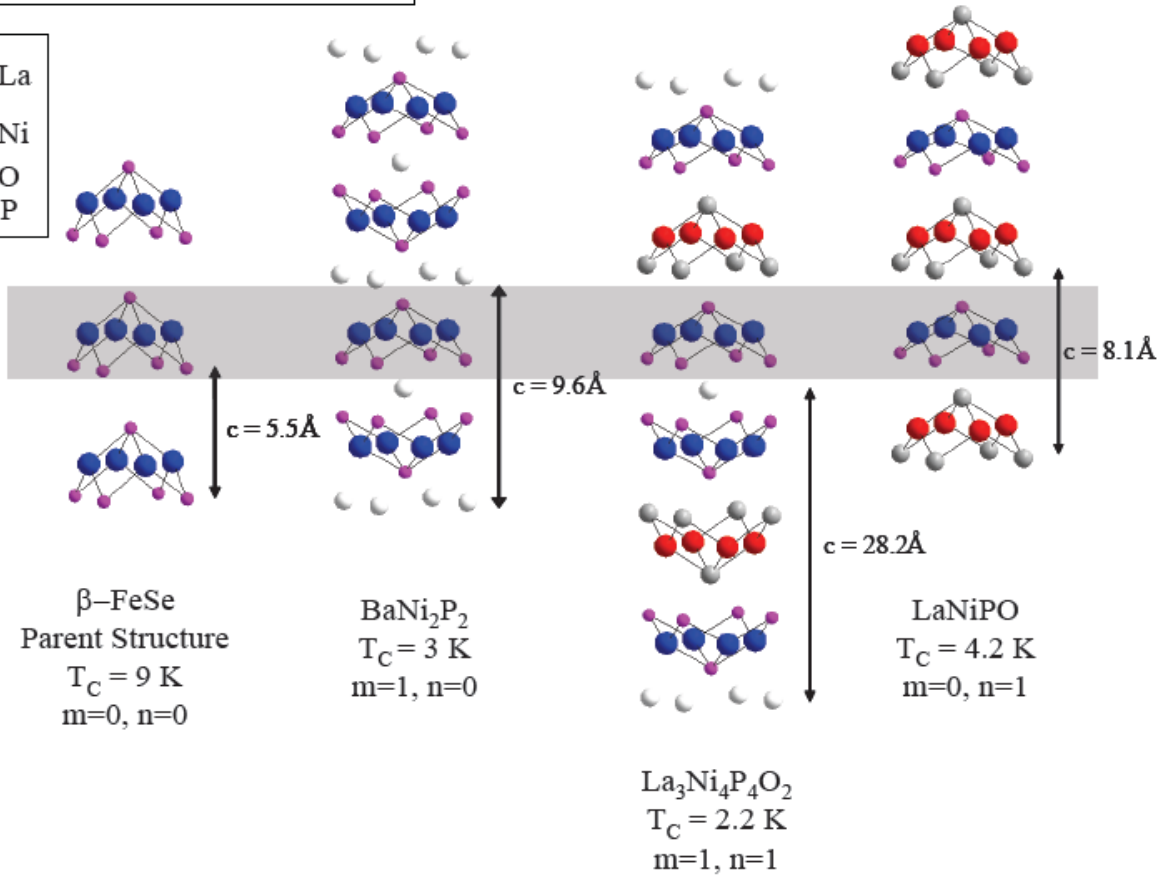 La
Ni
O
P
c = 5.5Å
c = 9.6Å
c = 28.2Å
c = 8.1Å
β–FeSe
Parent Structure
T_C = 9 K
m=0, n=0
BaNi₂P₂
T_C = 3 K
m=1, n=0
La₃Ni₄P₄O₂
T_C = 2.2 K
m=1, n=1
LaNiPO
T_C = 4.2 K
m=0, n=1